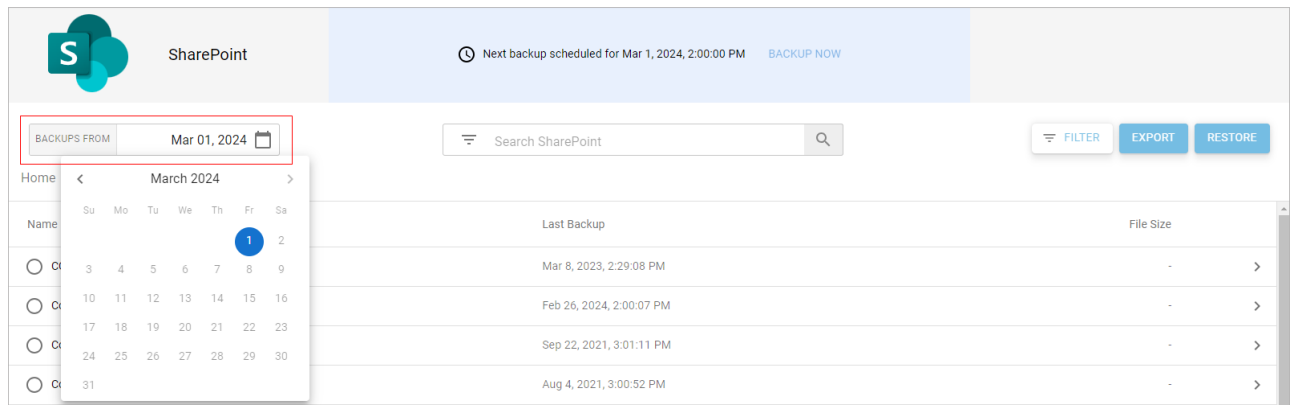 S SharePoint
Next backup scheduled for Mar 1, 2024, 2:00:00 PM BACKUP NOW
BACKUPS FROM Mar 01, 2024
Search SharePoint
FILTER EXPORT RESTORE
Home
March 2024
Su Mo Tu We Th Fr Sa
1 2
3 4 5 6 7 8 9
10 11 12 13 14 15 16
17 18 19 20 21 22 23
24 25 26 27 28 29 30
31
Name Last Backup File Size
Mar 8, 2023, 2:29:08 PM -
Feb 26, 2024, 2:00:07 PM -
Sep 22, 2021, 3:01:11 PM -
Aug 4, 2021, 3:00:52 PM -